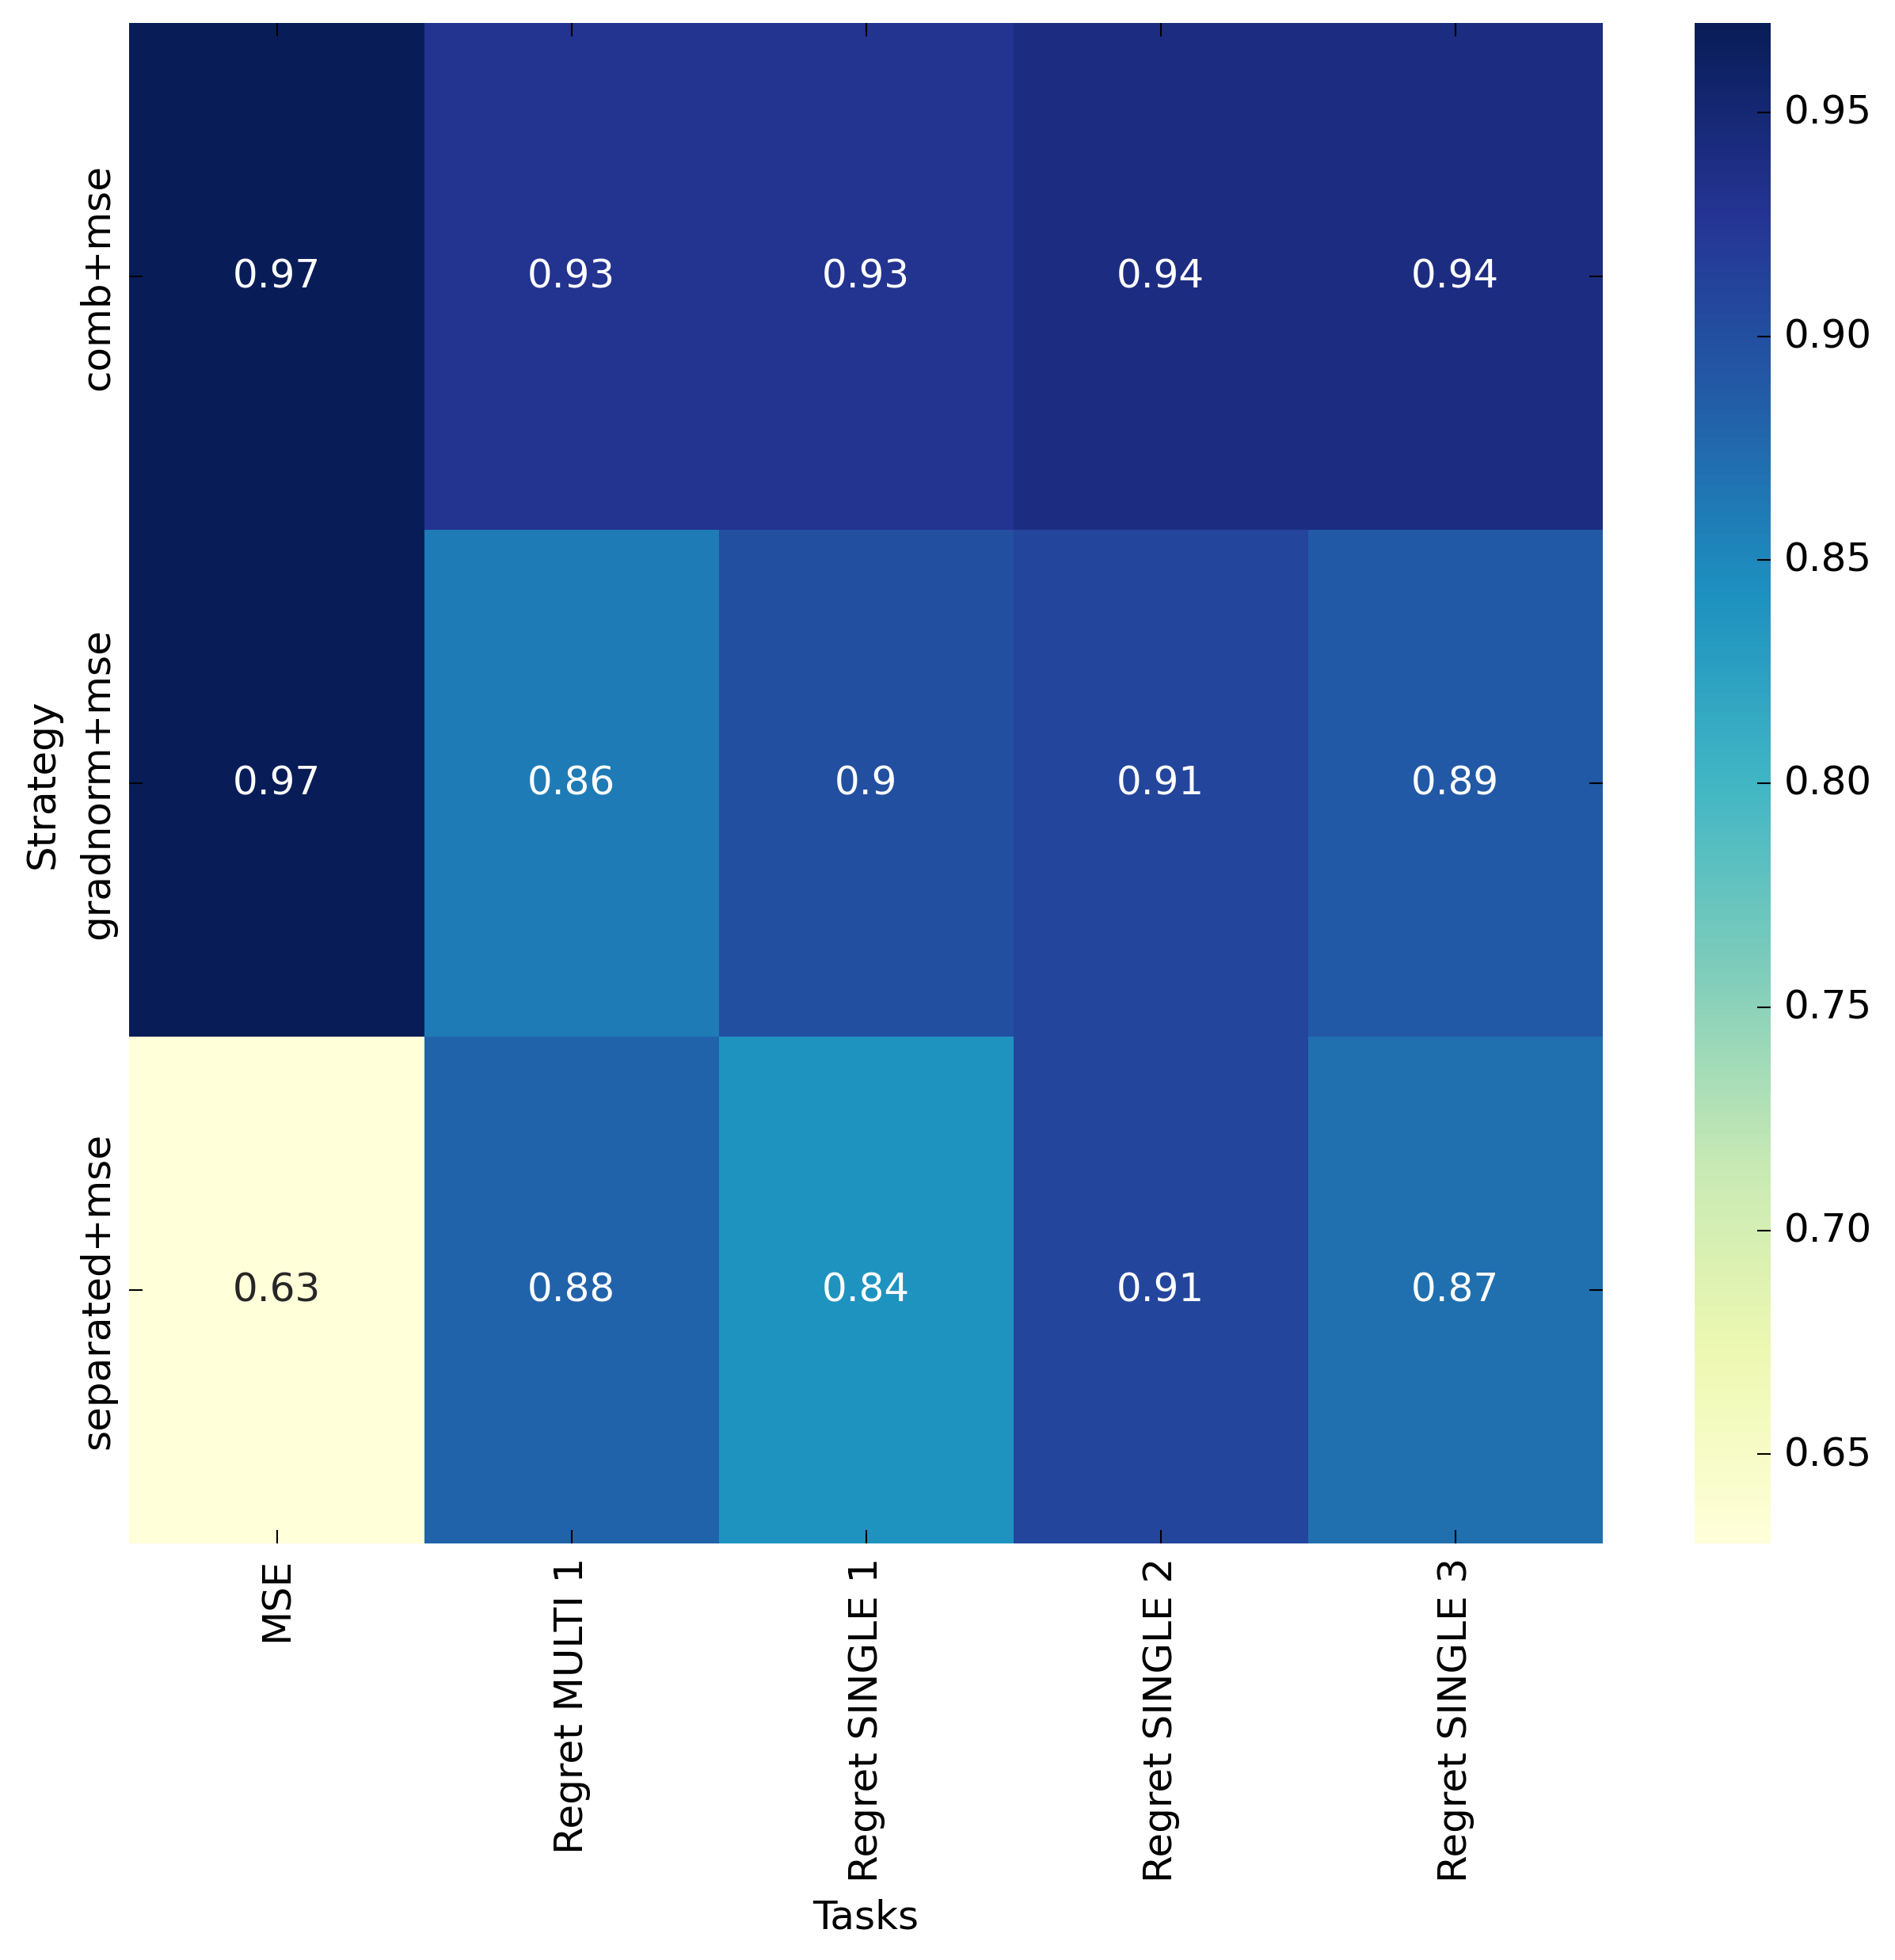 Strategy
comb+mse
gradnorm+mse
separated+mse
0.97 0.93 0.93 0.94 0.94
0.97 0.86 0.9 0.91 0.89
0.63 0.88 0.84 0.91 0.87
MSE
Regret MULTI 1
Regret SINGLE 1
Regret SINGLE 2
Regret SINGLE 3
Tasks
0.95
0.90
0.85
0.80
0.75
0.70
0.65